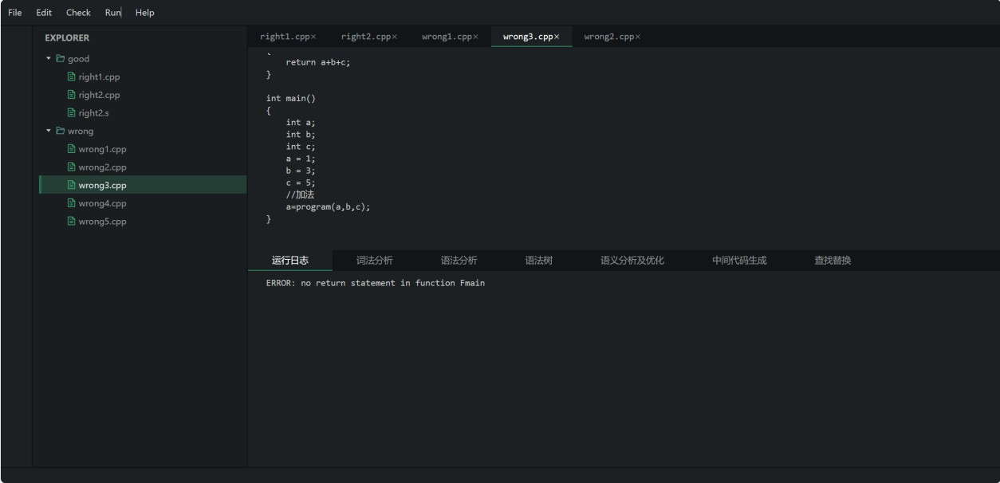 File Edit Check Run Help
EXPLORER
good
right1.cpp
right2.cpp
right2.s
wrong
wrong1.cpp
wrong2.cpp
wrong3.cpp
wrong4.cpp
wrong5.cpp
right1.cpp× right2.cpp× wrong1.cpp× wrong3.cpp× wrong2.cpp×
return a+b+c;
}
int main()
{
int a;
int b;
int c;
a = 1;
b = 3;
c = 5;
//加法
a=program(a,b,c);
}
运行日志 词法分析 语法分析 语法树 语义分析及优化 中间代码生成 查找替换
ERROR: no return statement in function Fmain